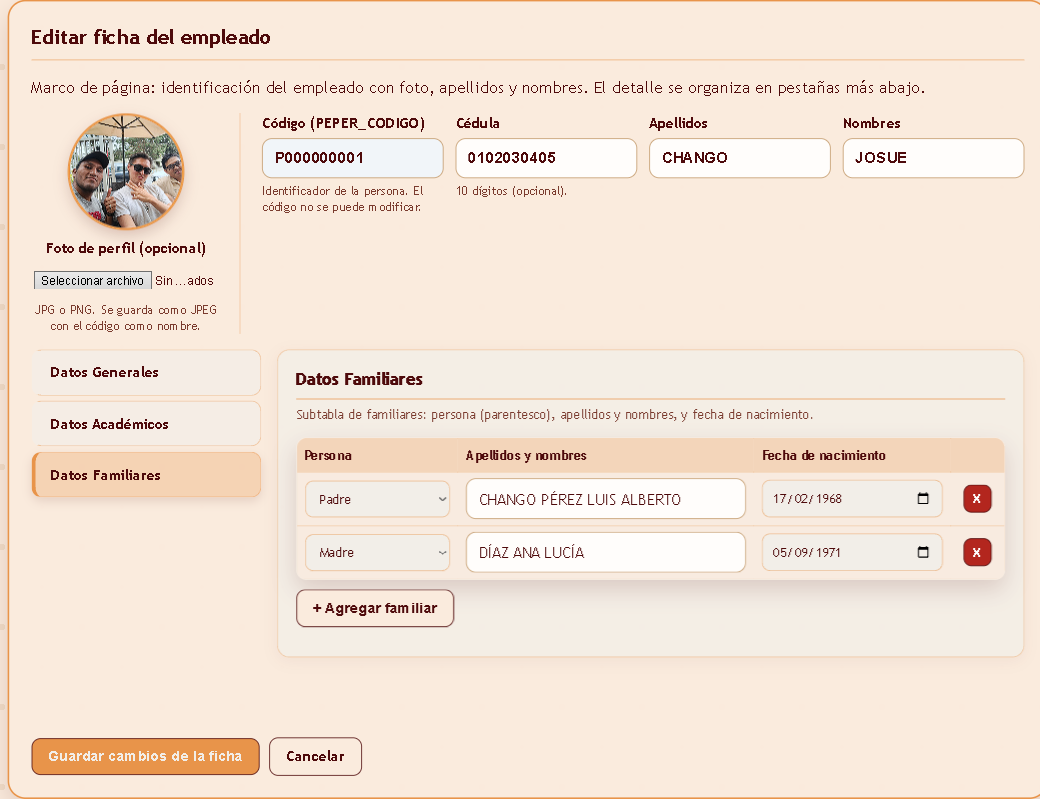 Editar ficha del empleado
Marco de página: identificación del empleado con foto, apellidos y nombres. El detalle se organiza en pestañas más abajo.
Foto de perfil (opcional)
Seleccionar archivo Sin...ados
JPG o PNG. Se guarda como JPEG
con el código como nombre.
Código (PEPER_CODIGO)
P000000001
Identificador de la persona. El
código no se puede modificar.
Cédula
0102030405
10 dígitos (opcional).
Apellidos
CHANGO
Nombres
JOSUE
Datos Generales
Datos Académicos
Datos Familiares
Datos Familiares
Subtabla de familiares: persona (parentesco), apellidos y nombres, y fecha de nacimiento.
Persona Apellidos y nombres Fecha de nacimiento
Padre CHANGO PÉREZ LUIS ALBERTO 17/02/1968 X
Madre DÍAZ ANA LUCÍA 05/09/1971 X
+ Agregar familiar
Guardar cambios de la ficha Cancelar